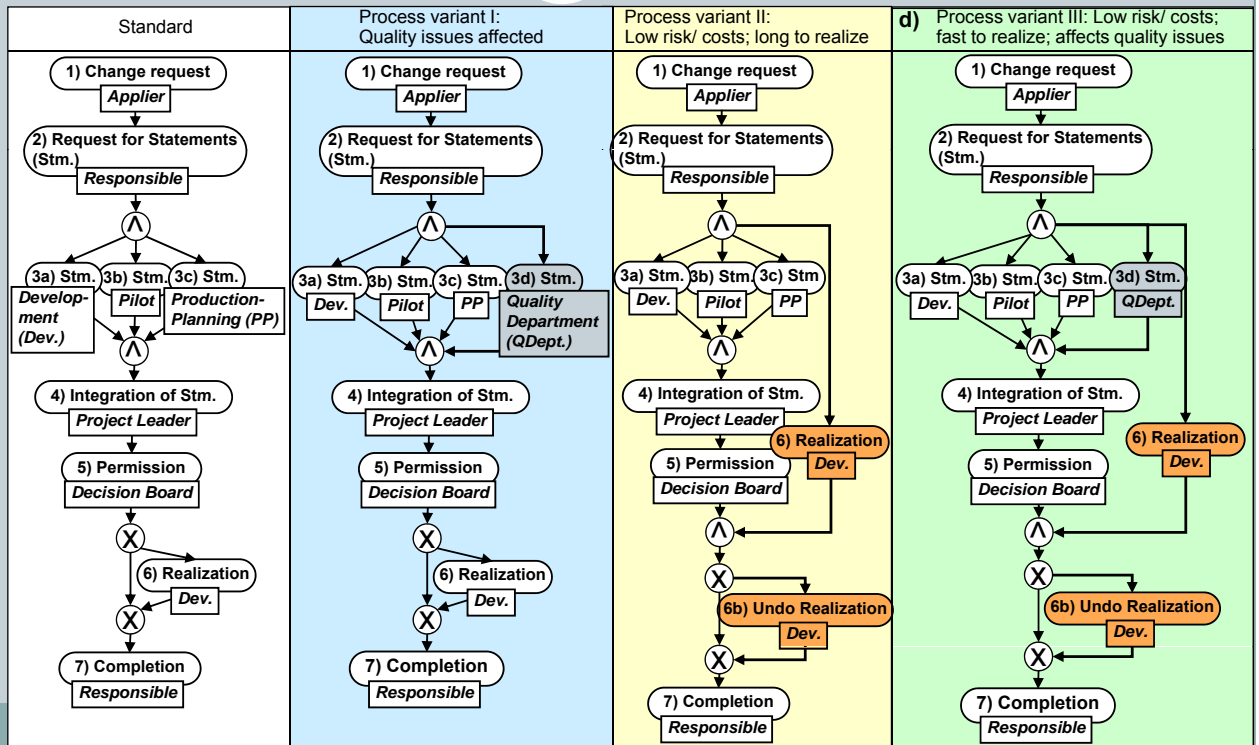 Standard
1) Change request
Applier
2) Request for Statements
(Stm.)
Responsible
Λ
3a) Stm.
3b) Stm.
3c) Stm.
Develop-
ment
(Dev.)
Pilot
Production-
Planning (PP)
Λ
4) Integration of Stm.
Project Leader
5) Permission
Decision Board
X
6) Realization
Dev.
X
7) Completion
Responsible
Process variant I:
Quality issues affected
1) Change request
Applier
2) Request for Statements
(Stm.)
Responsible
Λ
3a) Stm.
3b) Stm.
3c) Stm.
3d) Stm.
Dev.
Pilot
PP
Quality
Department
(QDept.)
Λ
4) Integration of Stm.
Project Leader
5) Permission
Decision Board
X
6) Realization
Dev.
X
7) Completion
Responsible
Process variant II:
Low risk/ costs; long to realize
1) Change request
Applier
2) Request for Statements
(Stm.)
Responsible
Λ
3a) Stm.
3b) Stm.
3c) Stm
Dev.
Pilot
PP
Λ
4) Integration of Stm.
Project Leader
6) Realization
Dev.
5) Permission
Decision Board
Λ
X
6b) Undo Realization
Dev.
X
7) Completion
Responsible
d) Process variant III: Low risk/ costs;
fast to realize; affects quality issues
1) Change request
Applier
2) Request for Statements
(Stm.)
Responsible
Λ
3a) Stm.
3b) Stm.
3c) Stm.
3d) Stm.
Dev.
Pilot
PP
QDept.
Λ
4) Integration of Stm.
Project Leader
6) Realization
Dev.
5) Permission
Decision Board
Λ
X
6b) Undo Realization
Dev.
X
7) Completion
Responsible